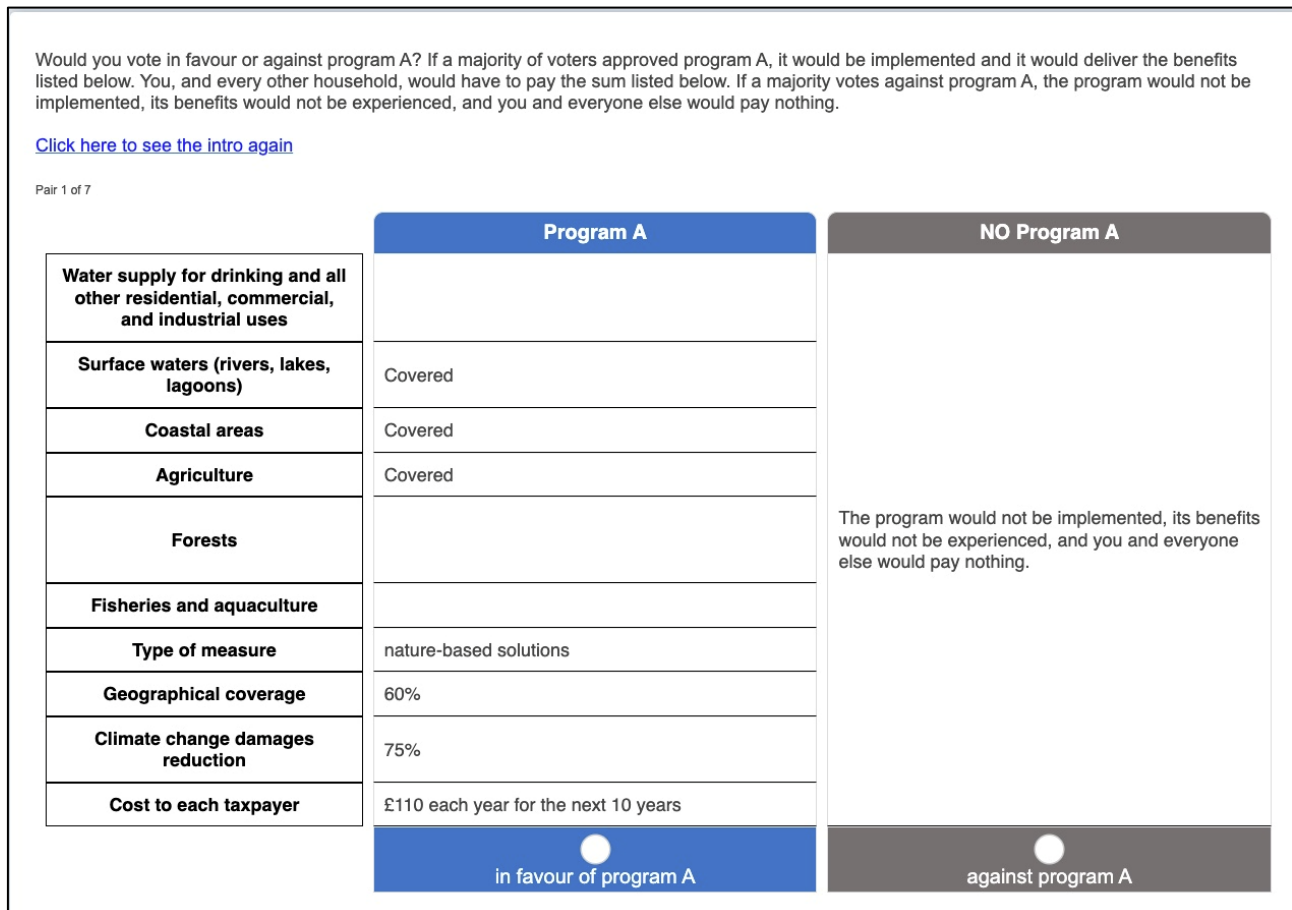 Would you vote in favour or against program A? If a majority of voters approved program A, it would be implemented and it would deliver the benefits
listed below. You, and every other household, would have to pay the sum listed below. If a majority votes against program A, the program would not be
implemented, its benefits would not be experienced, and you and everyone else would pay nothing.
Click here to see the intro again
Pair 1 of 7
Program A
NO Program A
Water supply for drinking and all
other residential, commercial,
and industrial uses
Surface waters (rivers, lakes,
lagoons)
Covered
Coastal areas
Covered
Agriculture
Covered
Forests
Fisheries and aquaculture
Type of measure
nature-based solutions
Geographical coverage
60%
Climate change damages
reduction
75%
Cost to each taxpayer
£110 each year for the next 10 years
The program would not be implemented, its benefits
would not be experienced, and you and everyone
else would pay nothing.
in favour of program A
against program A